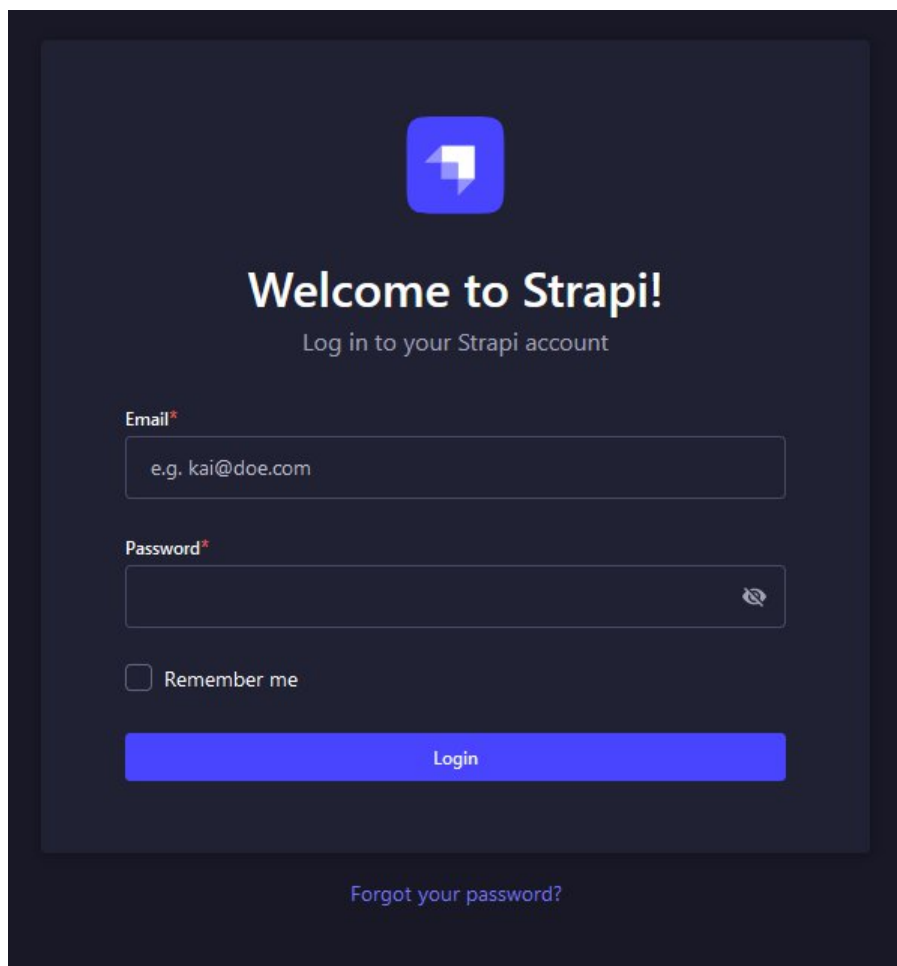 Welcome to Strapi!
Log in to your Strapi account
Email*
e.g. kai@doe.com
Password*
Remember me
Login
Forgot your password?